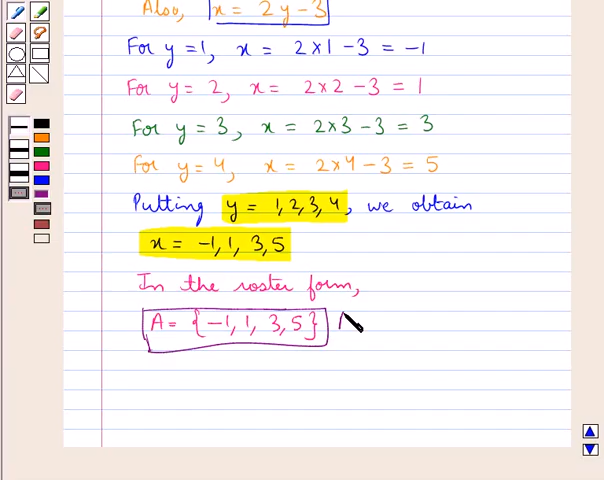 Also, x = 2y-3
For y = 1, x = 2×1 -3 = -1
For y = 2, x = 2×2 -3 = 1
For y = 3, x = 2×3 -3 = 3
For y = 4, x = 2×4 -3 = 5
Putting y = 1, 2, 3, 4, we obtain
x = -1, 1, 3, 5
In the roster form,
A = {-1, 1, 3, 5}